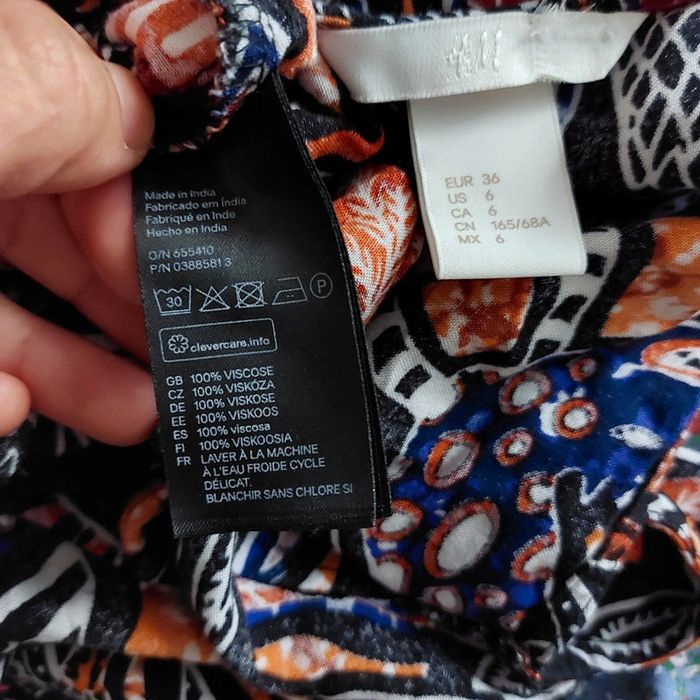 Made in India
Fabricado em Índia
Fabriqué en Inde
Hecho en India
O/N 655410
P/N 0388581 3
30
P
clevercare.info
GB 100% VISCOSE
CZ 100% VISKÓZA
DE 100% VISKOSE
EE 100% VISKOOS
ES 100% viscosa
FI 100% VISKOOSIA
FR LAVER À LA MACHINE
À L'EAU FROIDE CYCLE
DÉLICAT.
BLANCHIR SANS CHLORE SI
H&M
EUR 36
US 6
CA 6
CN 165/68A
MX 6